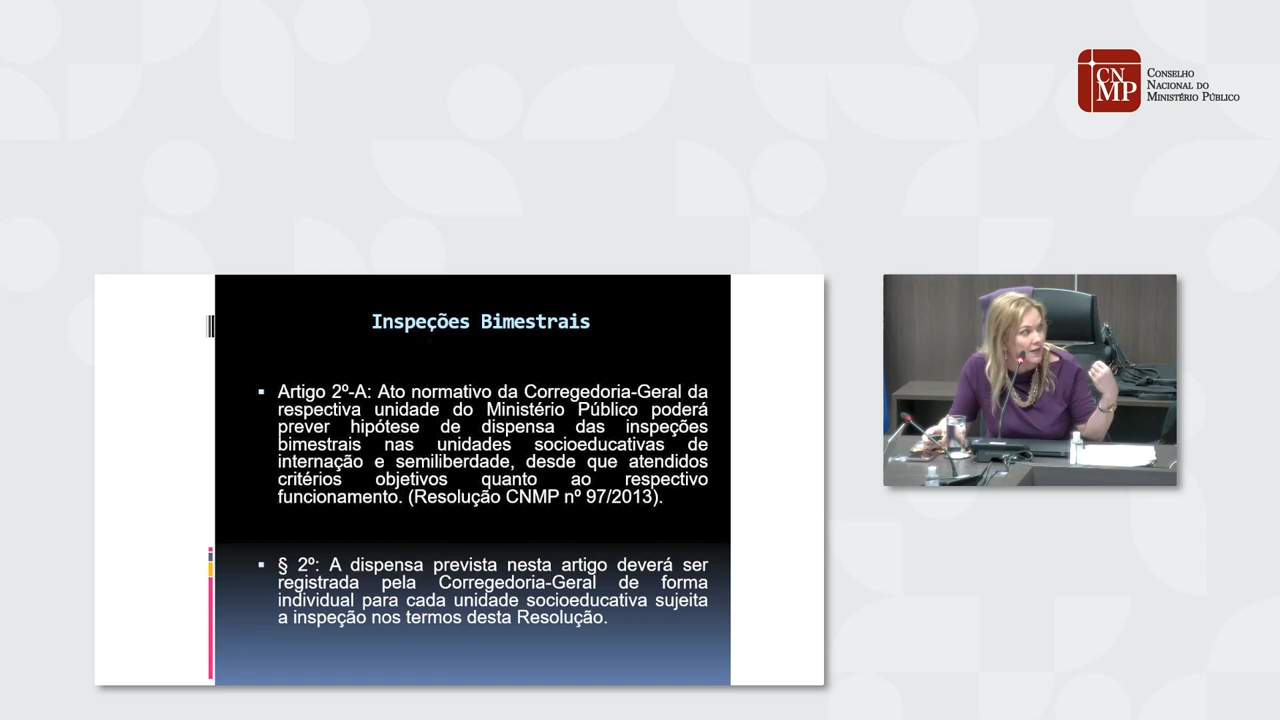 CN
MP
Conselho
Nacional do
Ministério Público
Inspeções Bimestrais
▪ Artigo 2º-A: Ato normativo da Corregedoria-Geral da
respectiva unidade do Ministério Público poderá
prever hipótese de dispensa das inspeções
bimestrais nas unidades socioeducativas de
internação e semiliberdade, desde que atendidos
critérios objetivos quanto ao respectivo
funcionamento. (Resolução CNMP nº 97/2013).
▪ § 2º: A dispensa prevista nesta artigo deverá ser
registrada pela Corregedoria-Geral de forma
individual para cada unidade socioeducativa sujeita
a inspeção nos termos desta Resolução.